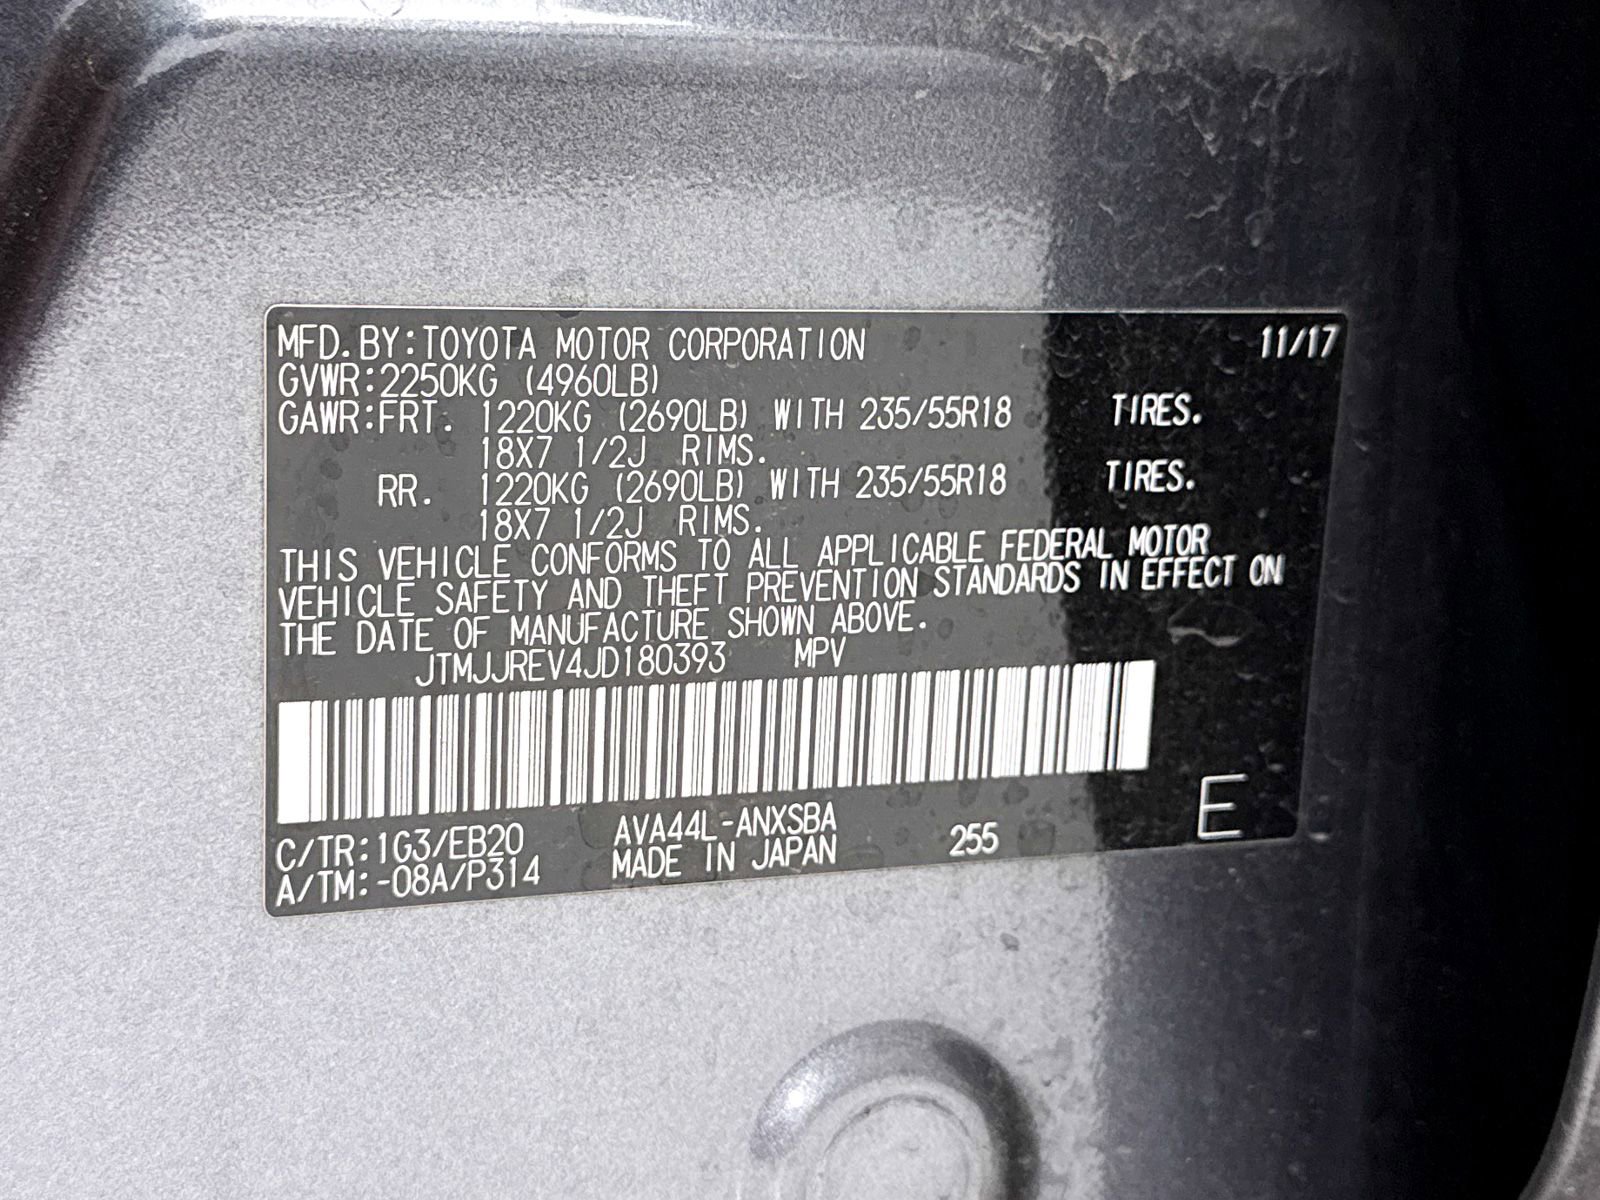 MFD.BY:TOYOTA MOTOR CORPORATION 11/17
GVWR:2250KG (4960LB)
GAWR:FRT. 1220KG (2690LB) WITH 235/55R18 TIRES.
18X7 1/2J RIMS.
RR. 1220KG (2690LB) WITH 235/55R18 TIRES.
18X7 1/2J RIMS.
THIS VEHICLE CONFORMS TO ALL APPLICABLE FEDERAL MOTOR
VEHICLE SAFETY AND THEFT PREVENTION STANDARDS IN EFFECT ON
THE DATE OF MANUFACTURE SHOWN ABOVE.
JTMJJREV4JD180393 MPV
C/TR:1G3/EB20 AVA44L-ANXSBA 255 E
A/TM:-08A/P314 MADE IN JAPAN